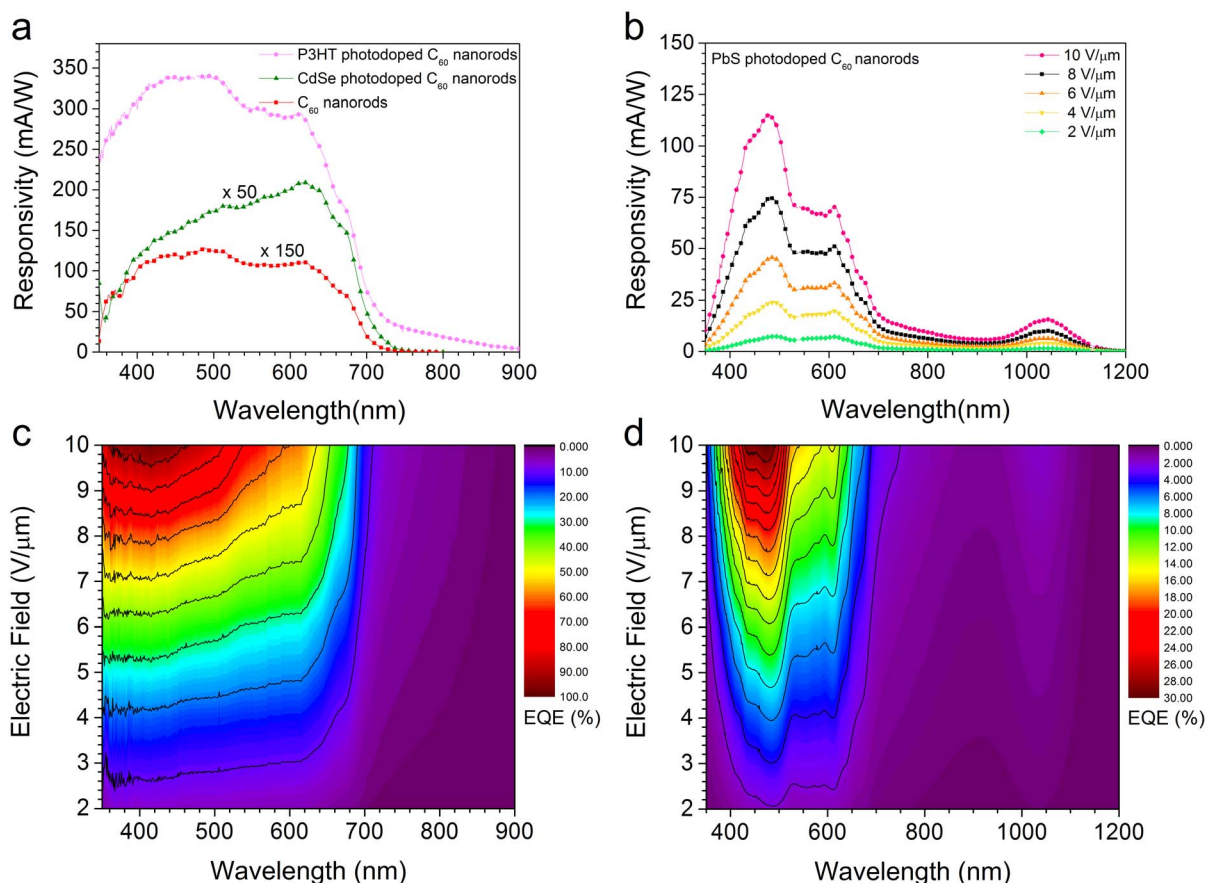 a
P3HT photodoped C60 nanorods
CdSe photodoped C60 nanorods
C60 nanorods
x 50
x 150
Responsivity (mA/W)
350
300
250
200
150
100
50
0
400 500 600 700 800 900
Wavelength(nm)
b
PbS photodoped C60 nanorods
10 V/μm
8 V/μm
6 V/μm
4 V/μm
2 V/μm
Responsivity (mA/W)
150
125
100
75
50
25
0
400 600 800 1000 1200
Wavelength(nm)
c
Electric Field (V/μm)
10
9
8
7
6
5
4
3
2
400 500 600 700 800 900
Wavelength (nm)
0.000
10.00
20.00
30.00
40.00
50.00
60.00
70.00
80.00
90.00
100.0
EQE (%)
d
Electric Field (V/μm)
10
9
8
7
6
5
4
3
2
400 600 800 1000 1200
Wavelength (nm)
0.000
2.000
4.000
6.000
8.000
10.00
12.00
14.00
16.00
18.00
20.00
22.00
24.00
26.00
28.00
30.00
EQE (%)